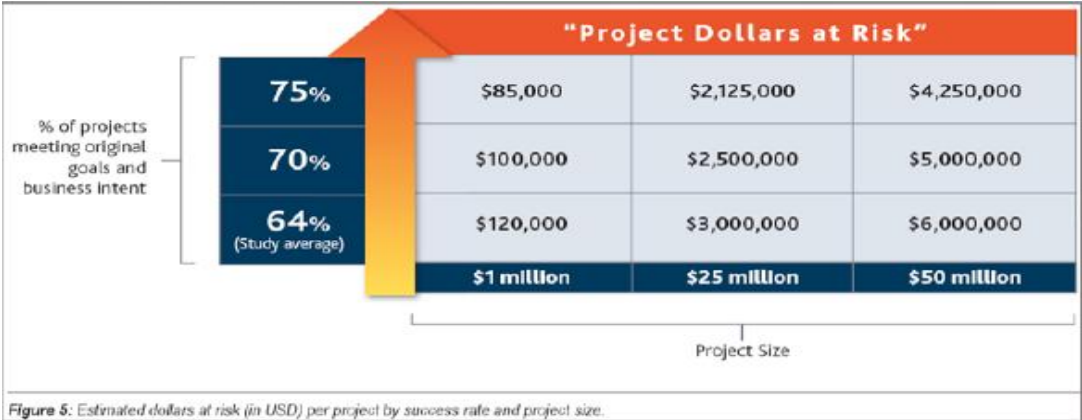 "Project Dollars at Risk"
75% $85,000 $2,125,000 $4,250,000
% of projects
meeting original
goals and
business intent
70% $100,000 $2,500,000 $5,000,000
64% $120,000 $3,000,000 $6,000,000
(Study average)
$1 million $25 million $50 million
Project Size
Figure 5: Estimated dollars at risk (in USD) per project by success rate and project size.